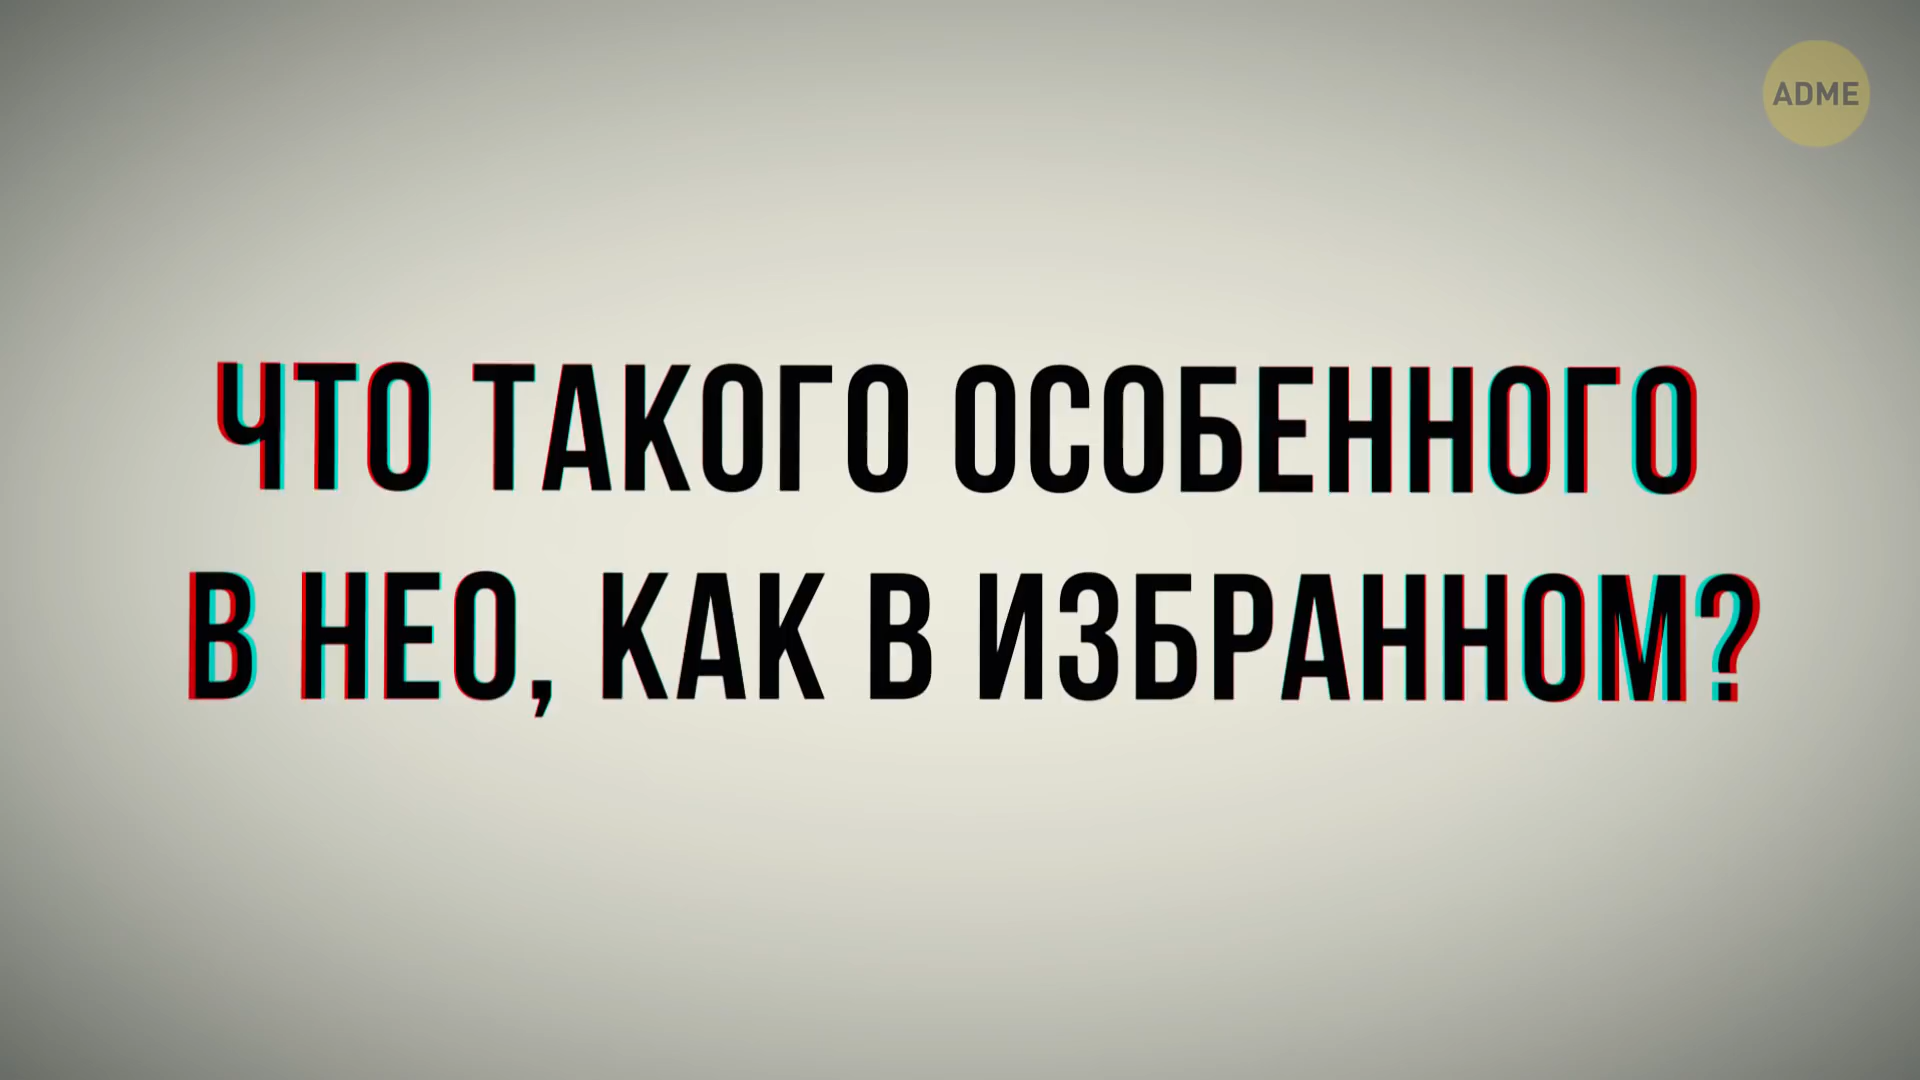 ADME
ЧТО ТАКОГО ОСОБЕННОГО
В НЕО, КАК В ИЗБРАННОМ?